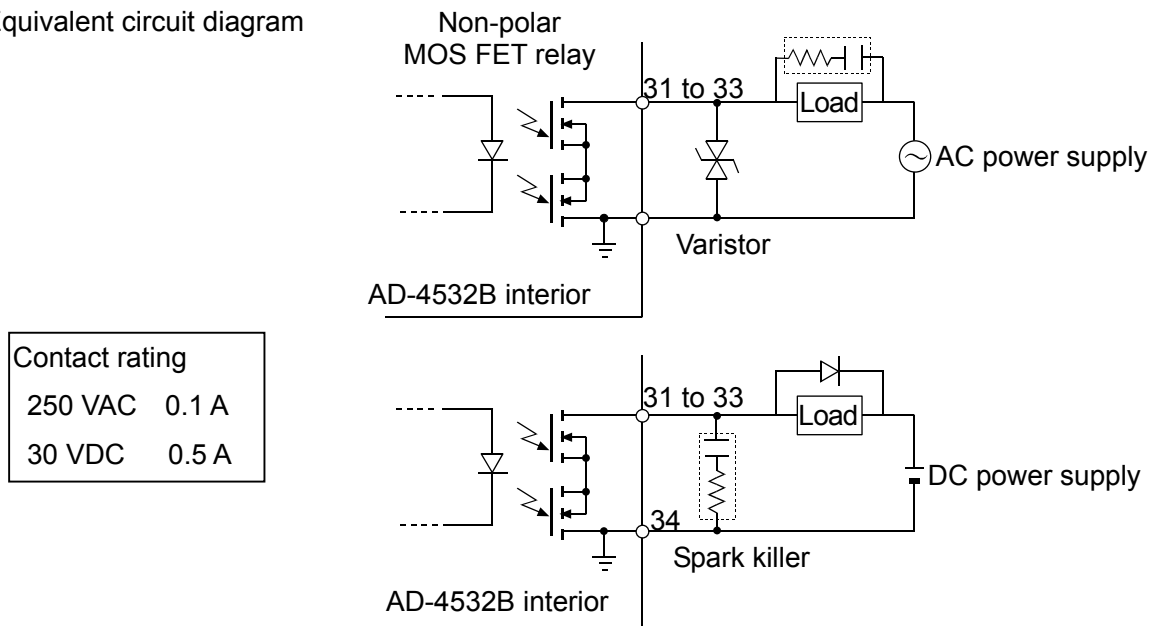 quivalent circuit diagram
Non-polar
MOS FET relay
31 to 33
Load
AC power supply
Varistor
AD-4532B interior
Contact rating
250 VAC 0.1 A
30 VDC 0.5 A
31 to 33
Load
DC power supply
34
Spark killer
AD-4532B interior